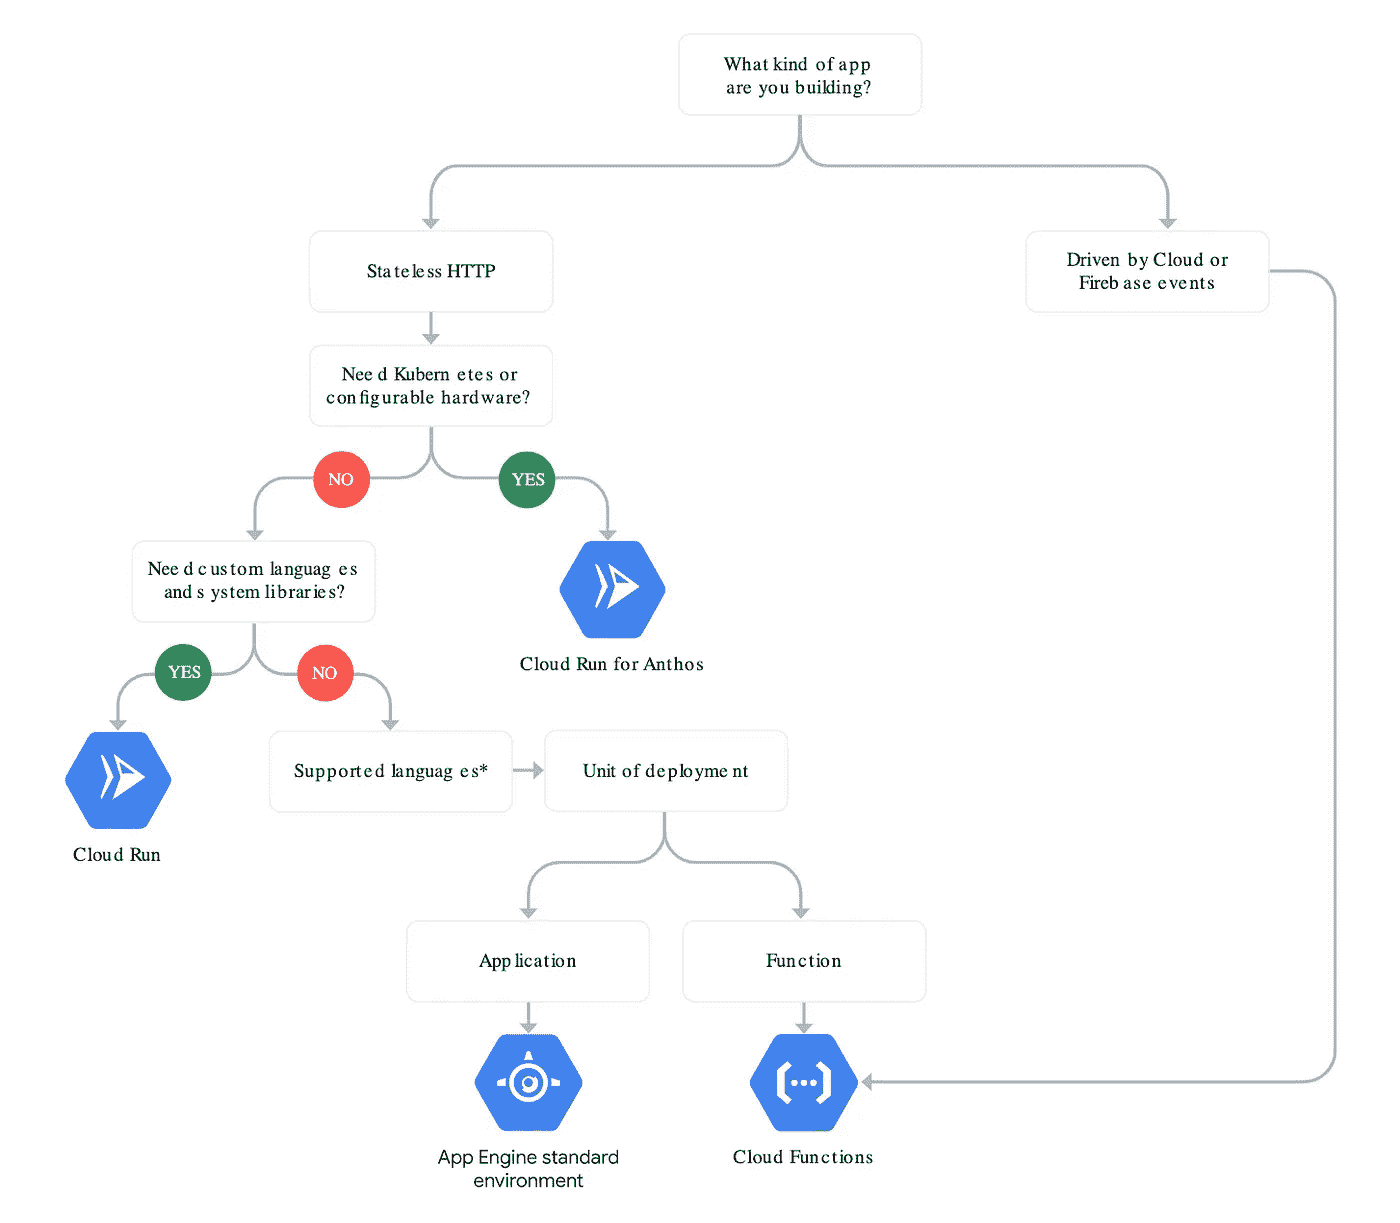 What kind of app
are you building?
Stateless HTTP
Driven by Cloud or
Firebase events
Need Kubernetes or
configurable hardware?
NO
YES
Need custom languages
and system libraries?
Cloud Run for Anthos
YES
NO
Supported languages*
Unit of deployment
Cloud Run
Application
Function
App Engine standard
environment
Cloud Functions